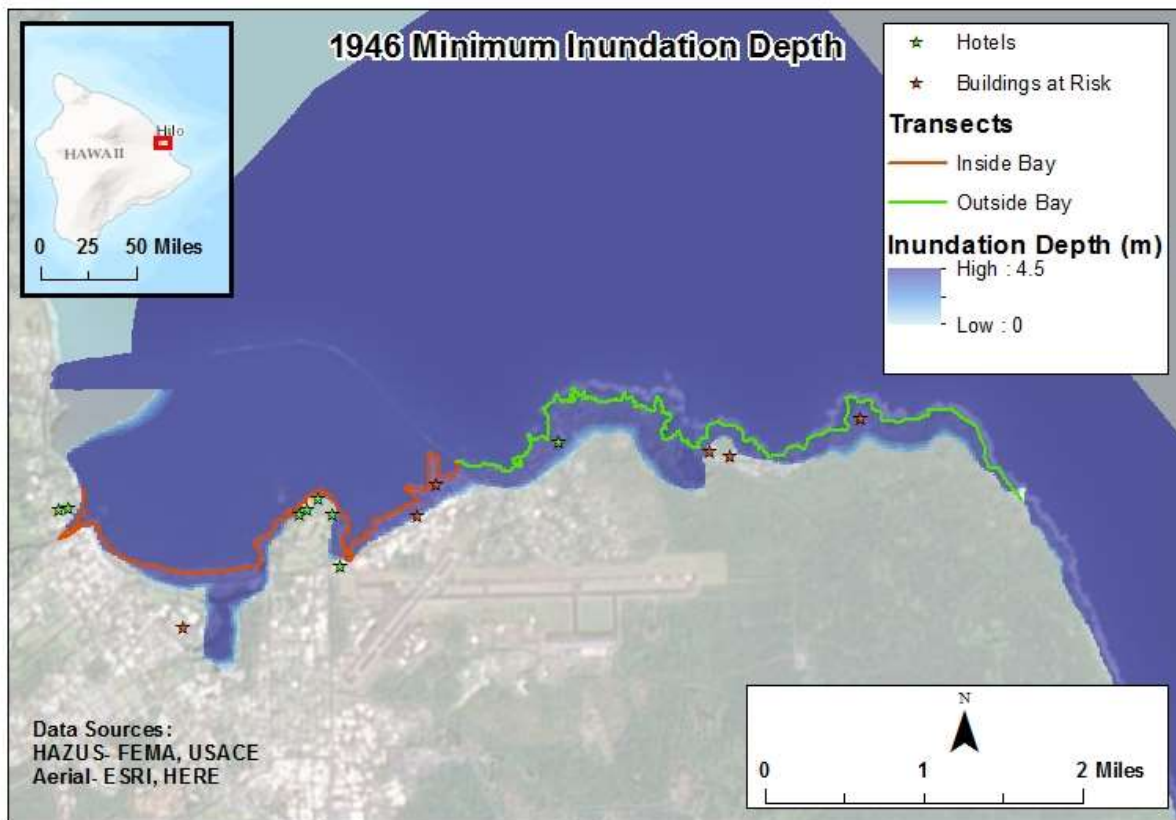 1946 Minimum Inundation Depth
Hilo
HAWAII
0 25 50 Miles
Hotels
Buildings at Risk
Transects
Inside Bay
Outside Bay
Inundation Depth (m)
High : 4.5
Low : 0
Data Sources:
HAZUS- FEMA, USACE
Aerial- ESRI, HERE
N
0 1 2 Miles